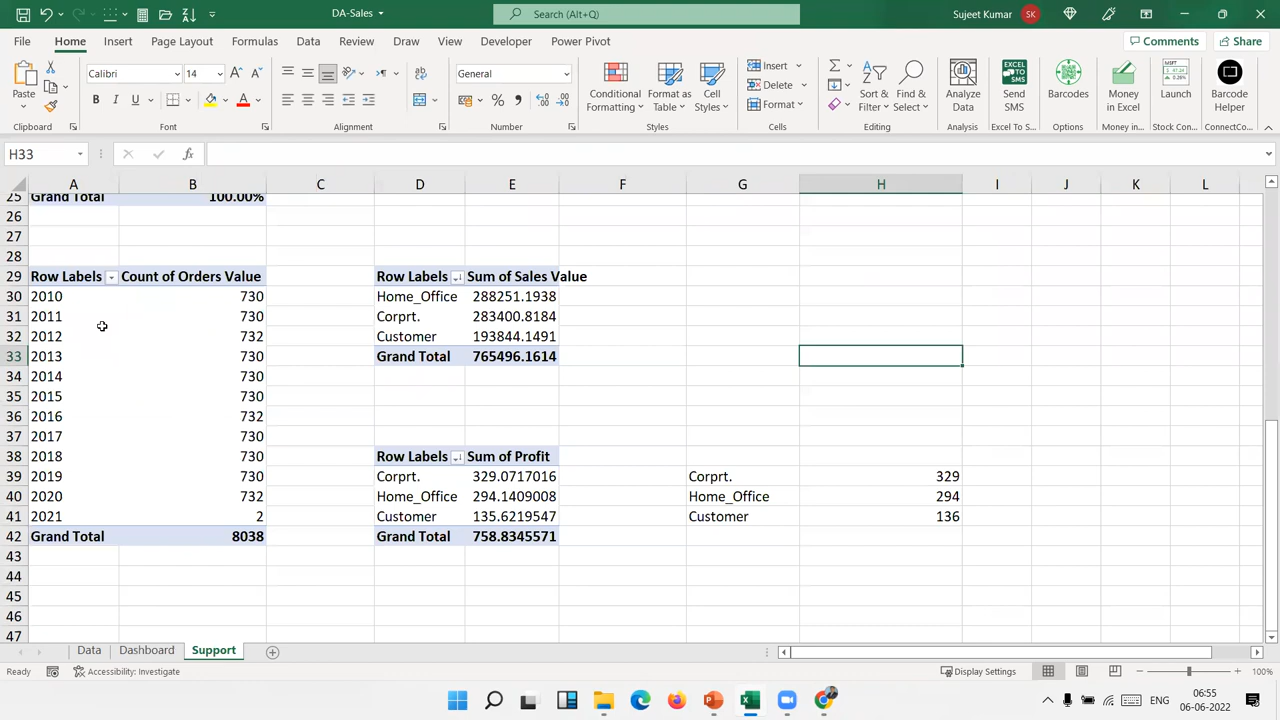 DA-Sales
Search (Alt+Q)
Sujeet Kumar
SK
File Home Insert Page Layout Formulas Data Review View Draw Developer Power Pivot
Comments Share
Paste
Calibri 14
B I U
General
Conditional Formatting
Format as Table
Cell Styles
Insert
Delete
Format
Sort & Filter
Find & Select
Analyze Data
Send SMS
Barcodes
Money in Excel
Launch
Barcode Helper
Clipboard Font Alignment Number Styles Cells Editing Analysis Excel To S... Options Money in... Stock Con... ConnectCo...
H33
fx
A B C D E F G H I J K L
25 Grand Total 100.00%
26
27
28
29 Row Labels Count of Orders Value Row Labels Sum of Sales Value
30 2010 730 Home_Office 288251.1938
31 2011 730 Corprt. 283400.8184
32 2012 732 Customer 193844.1491
33 2013 730 Grand Total 765496.1614
34 2014 730
35 2015 730
36 2016 732
37 2017 730
38 2018 730 Row Labels Sum of Profit
39 2019 730 Corprt. 329.0717016 Corprt. 329
40 2020 732 Home_Office 294.1409008 Home_Office 294
41 2021 2 Customer 135.6219547 Customer 136
42 Grand Total 8038 Grand Total 758.8345571
43
44
45
46
47
Data Dashboard Support
Ready Accessibility: Investigate Display Settings 100%
ENG
06:55
06-06-2022